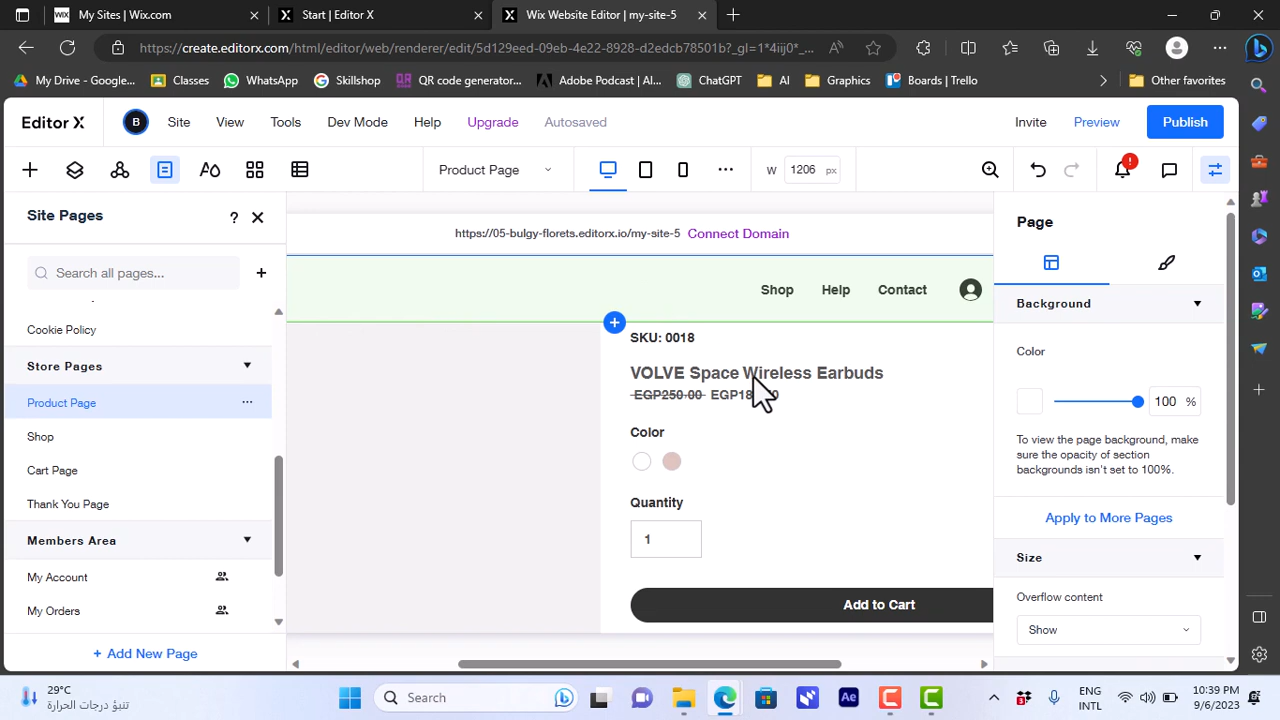 My Sites | Wix.com
Start | Editor X
Wix Website Editor | my-site-5
https://create.editorx.com/html/editor/web/renderer/edit/5d129eed-09eb-4e22-8928-d2edcb78501b?_gl=1*4iij0*_...
My Drive - Google...
Classes
WhatsApp
Skillshop
QR code generator...
Adobe Podcast | AI...
ChatGPT
AI
Graphics
Boards | Trello
Other favorites
Editor X
B
Site
View
Tools
Dev Mode
Help
Upgrade
Autosaved
Invite
Preview
Publish
Product Page
W
1206
px
Site Pages
?
https://05-bulgy-florets.editorx.io/my-site-5 Connect Domain
Search all pages...
Cookie Policy
Store Pages
Product Page
Shop
Cart Page
Thank You Page
Members Area
My Account
My Orders
+ Add New Page
Shop
Help
Contact
SKU: 0018
VOLVE Space Wireless Earbuds
EGP250.00
Color
Quantity
1
Add to Cart
Page
Background
Color
100 %
To view the page background, make
sure the opacity of section
backgrounds isn't set to 100%.
Apply to More Pages
Size
Overflow content
Show
29°C
تنبؤ درجات الحرارة
Search
Ae
ENG
INTL
10:39 PM
9/6/2023